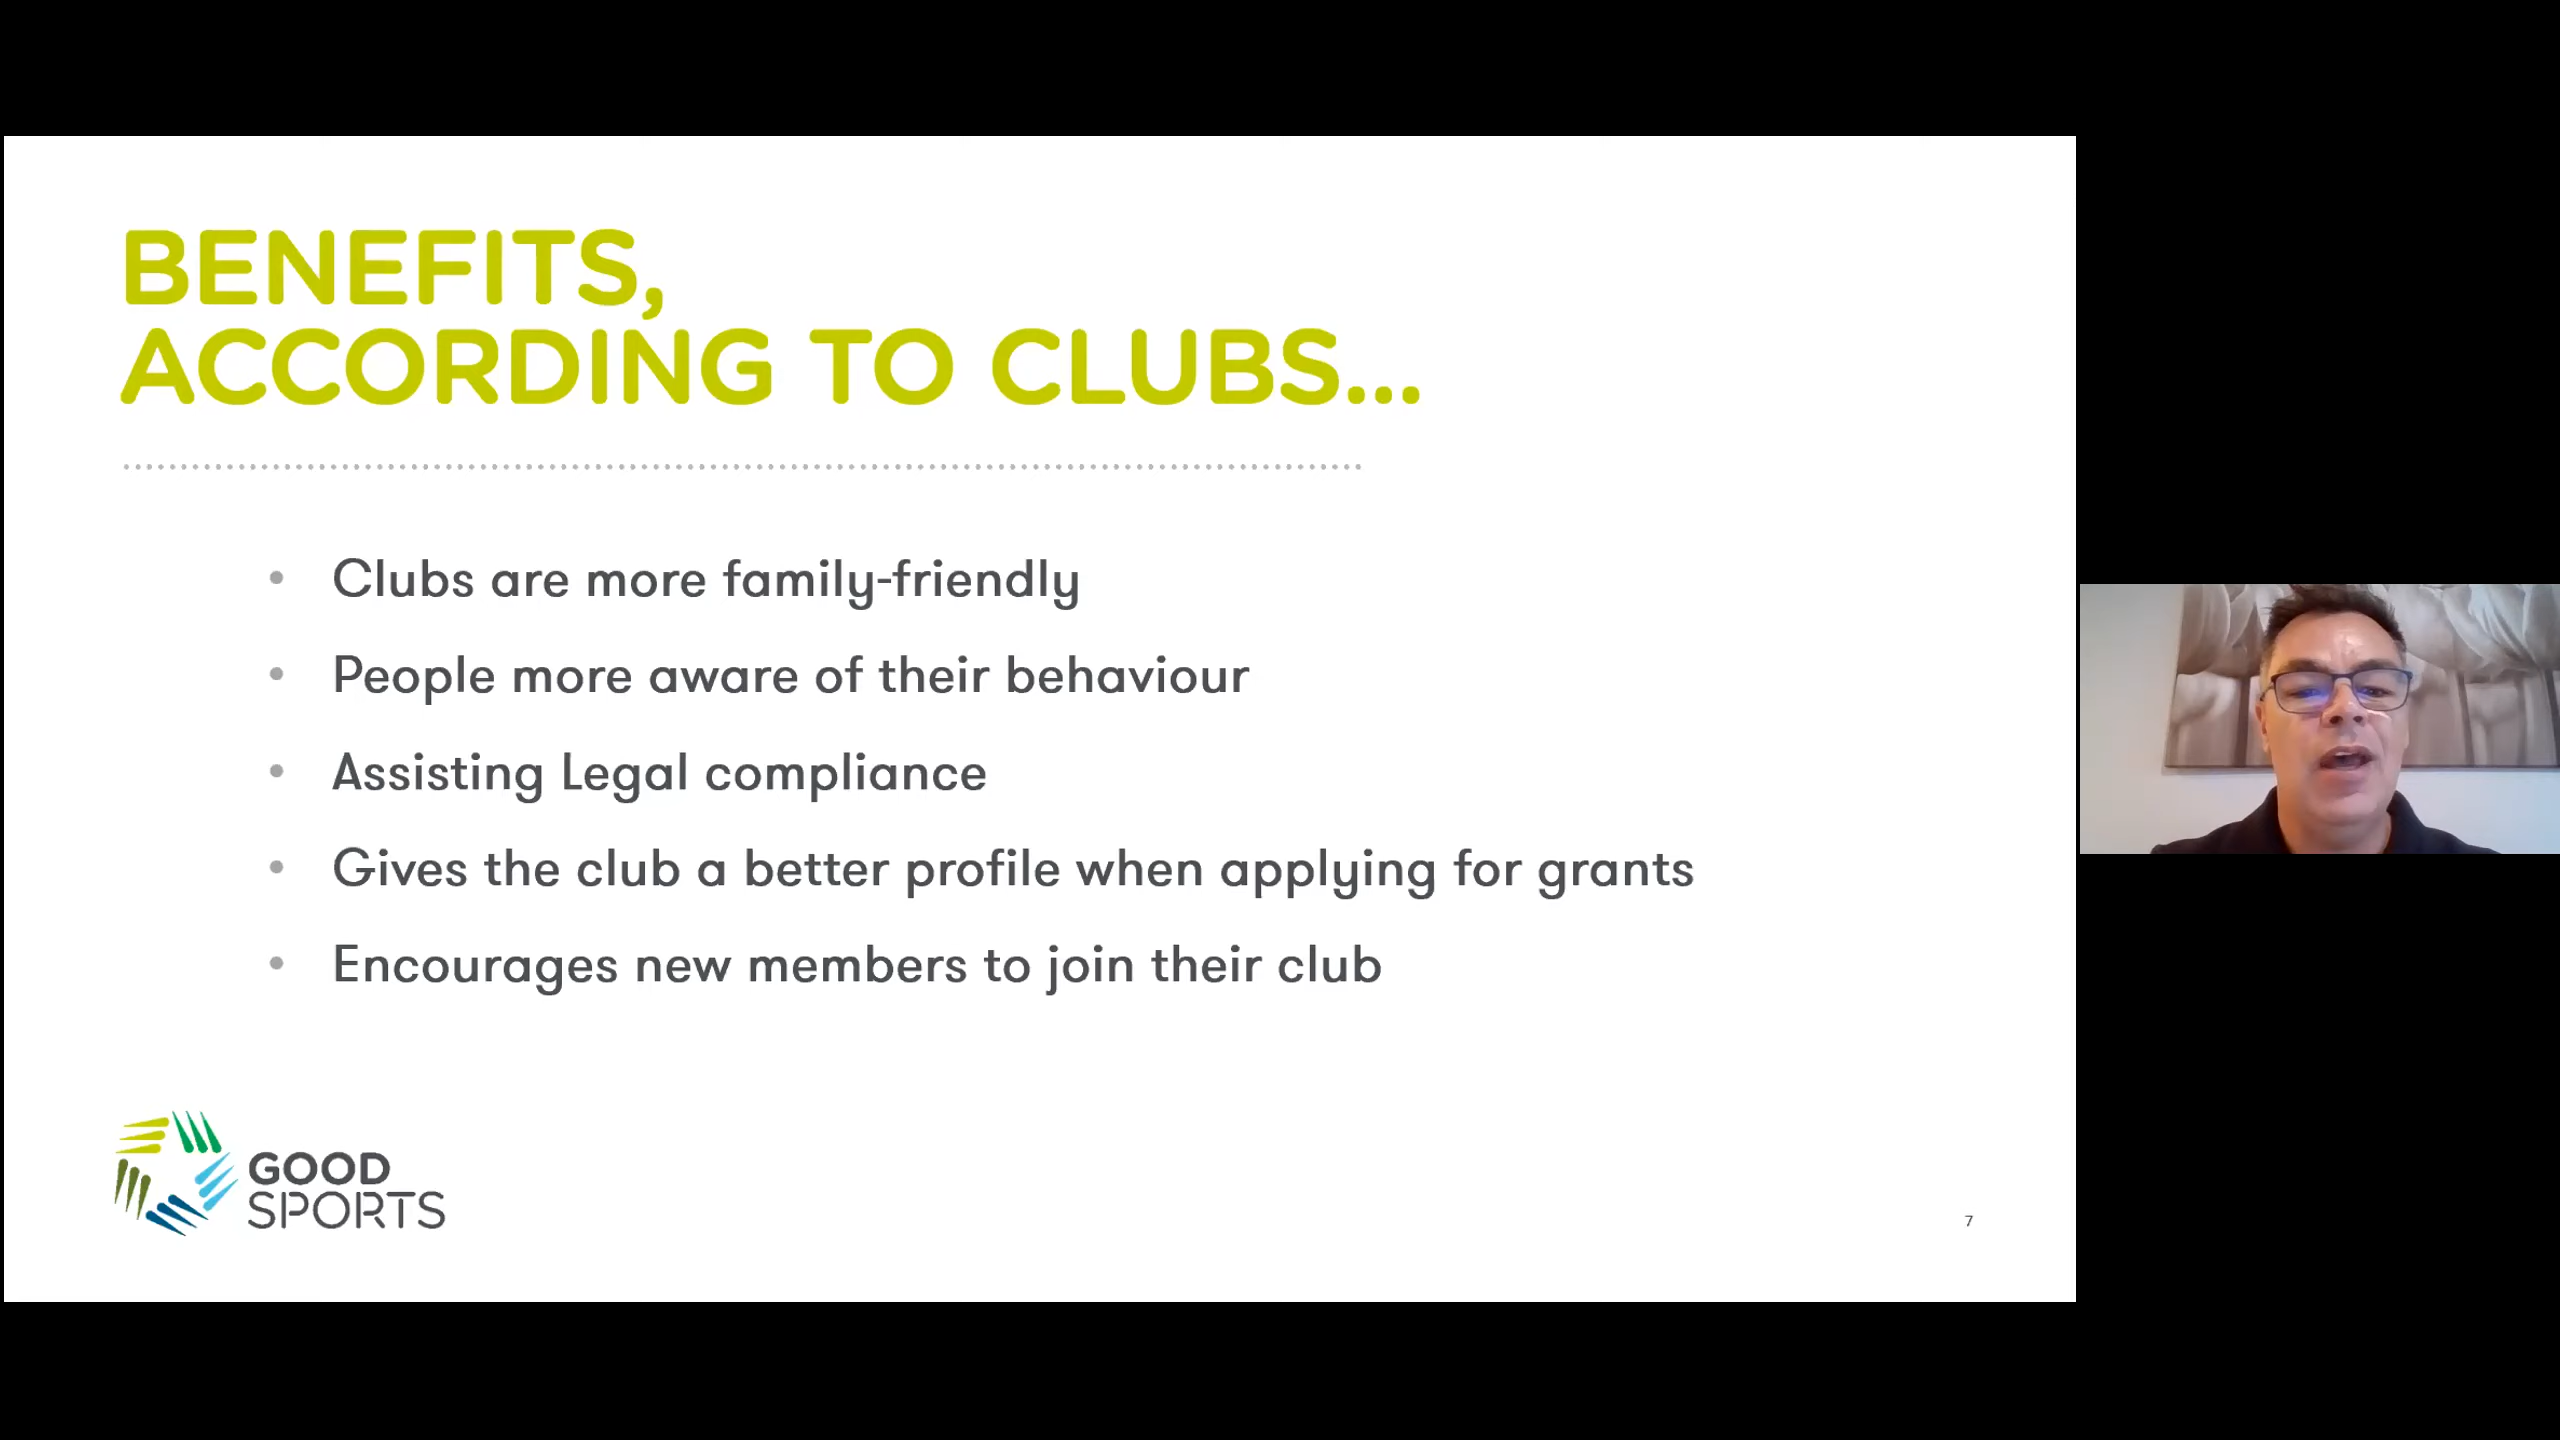 BENEFITS,
ACCORDING TO CLUBS...
• Clubs are more family-friendly
• People more aware of their behaviour
• Assisting Legal compliance
• Gives the club a better profile when applying for grants
• Encourages new members to join their club
GOOD
SPORTS
7